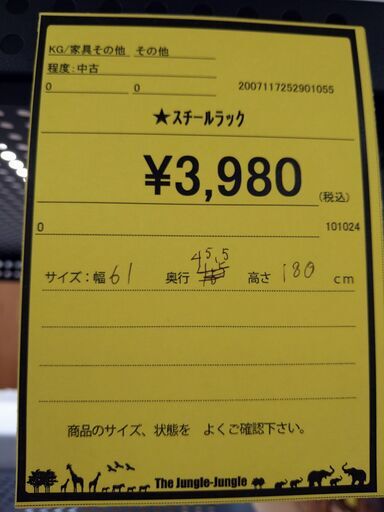 KG/家具その他 その他
程度:中古
0 0 2007117252901055
★スチールラック
¥3,980 (税込)
0 101024
サイズ:幅 61 奥行 45.5 高さ 180 cm
商品のサイズ、状態を よくご確認下さい。
The Jungle-Jungle